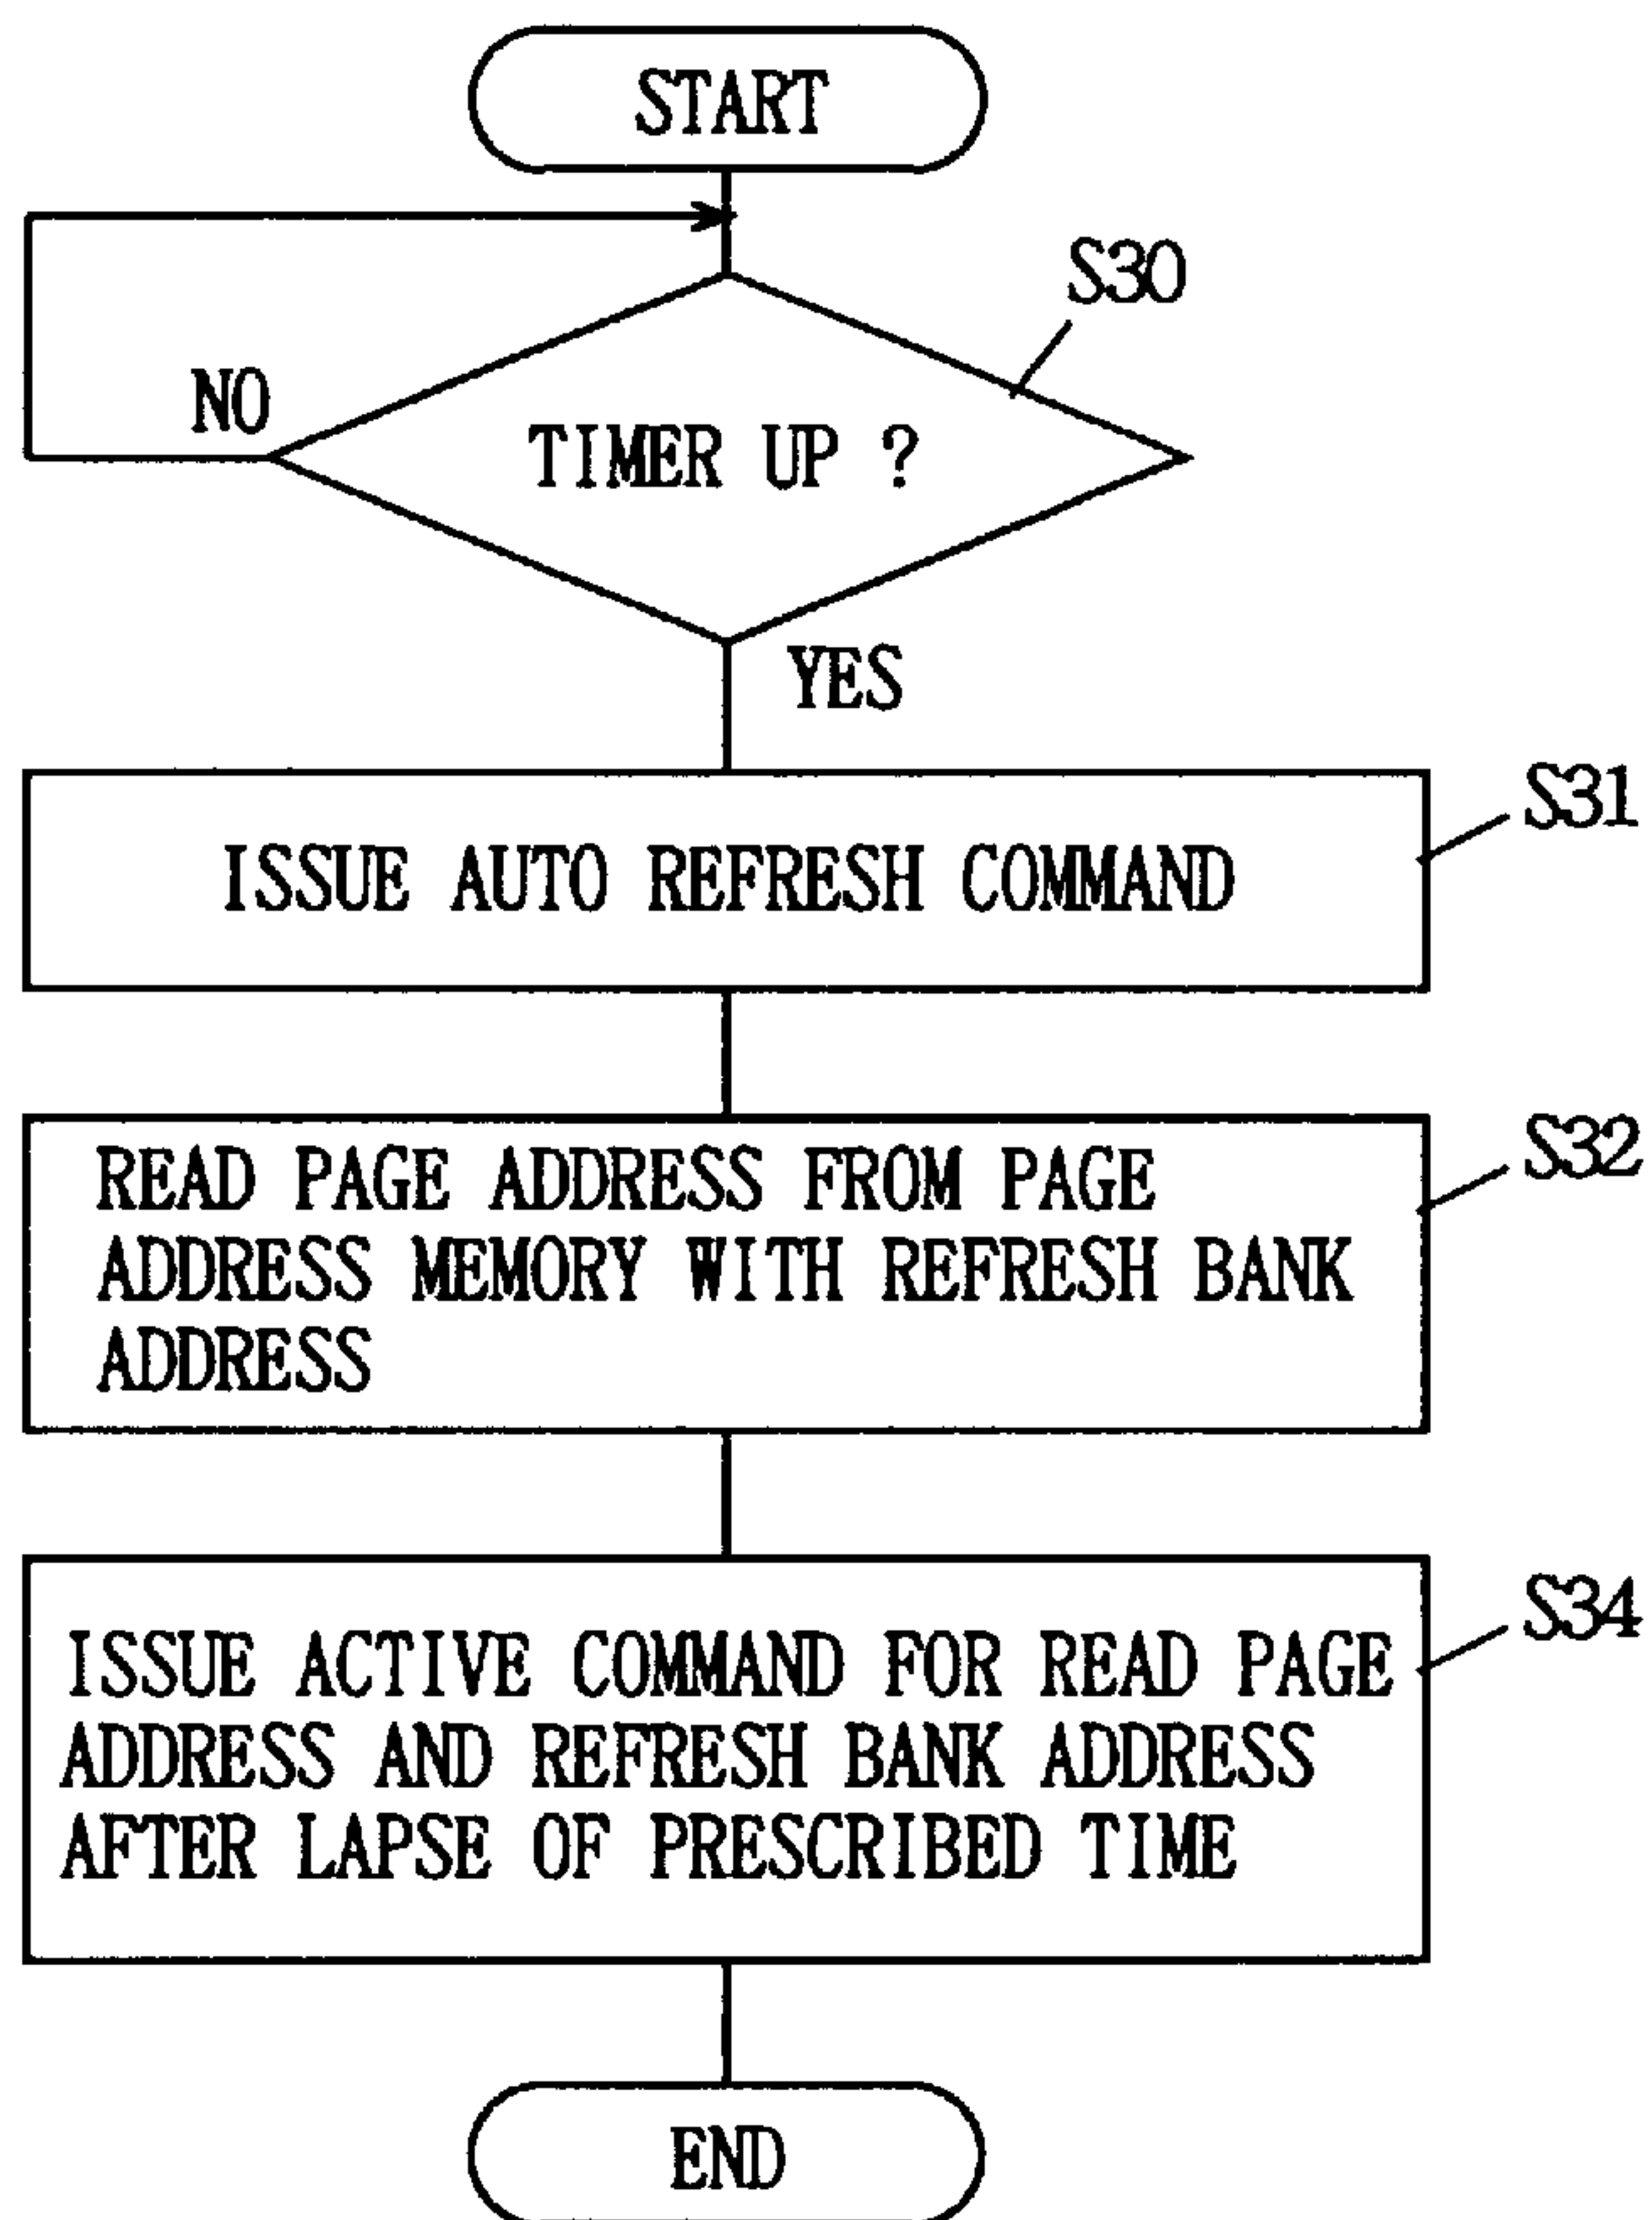 START
S30
NO
TIMER UP ?
YES
S31
ISSUE AUTO REFRESH COMMAND
S32
READ PAGE ADDRESS FROM PAGE
ADDRESS MEMORY WITH REFRESH BANK
ADDRESS
S34
ISSUE ACTIVE COMMAND FOR READ PAGE
ADDRESS AND REFRESH BANK ADDRESS
AFTER LAPSE OF PRESCRIBED TIME
END